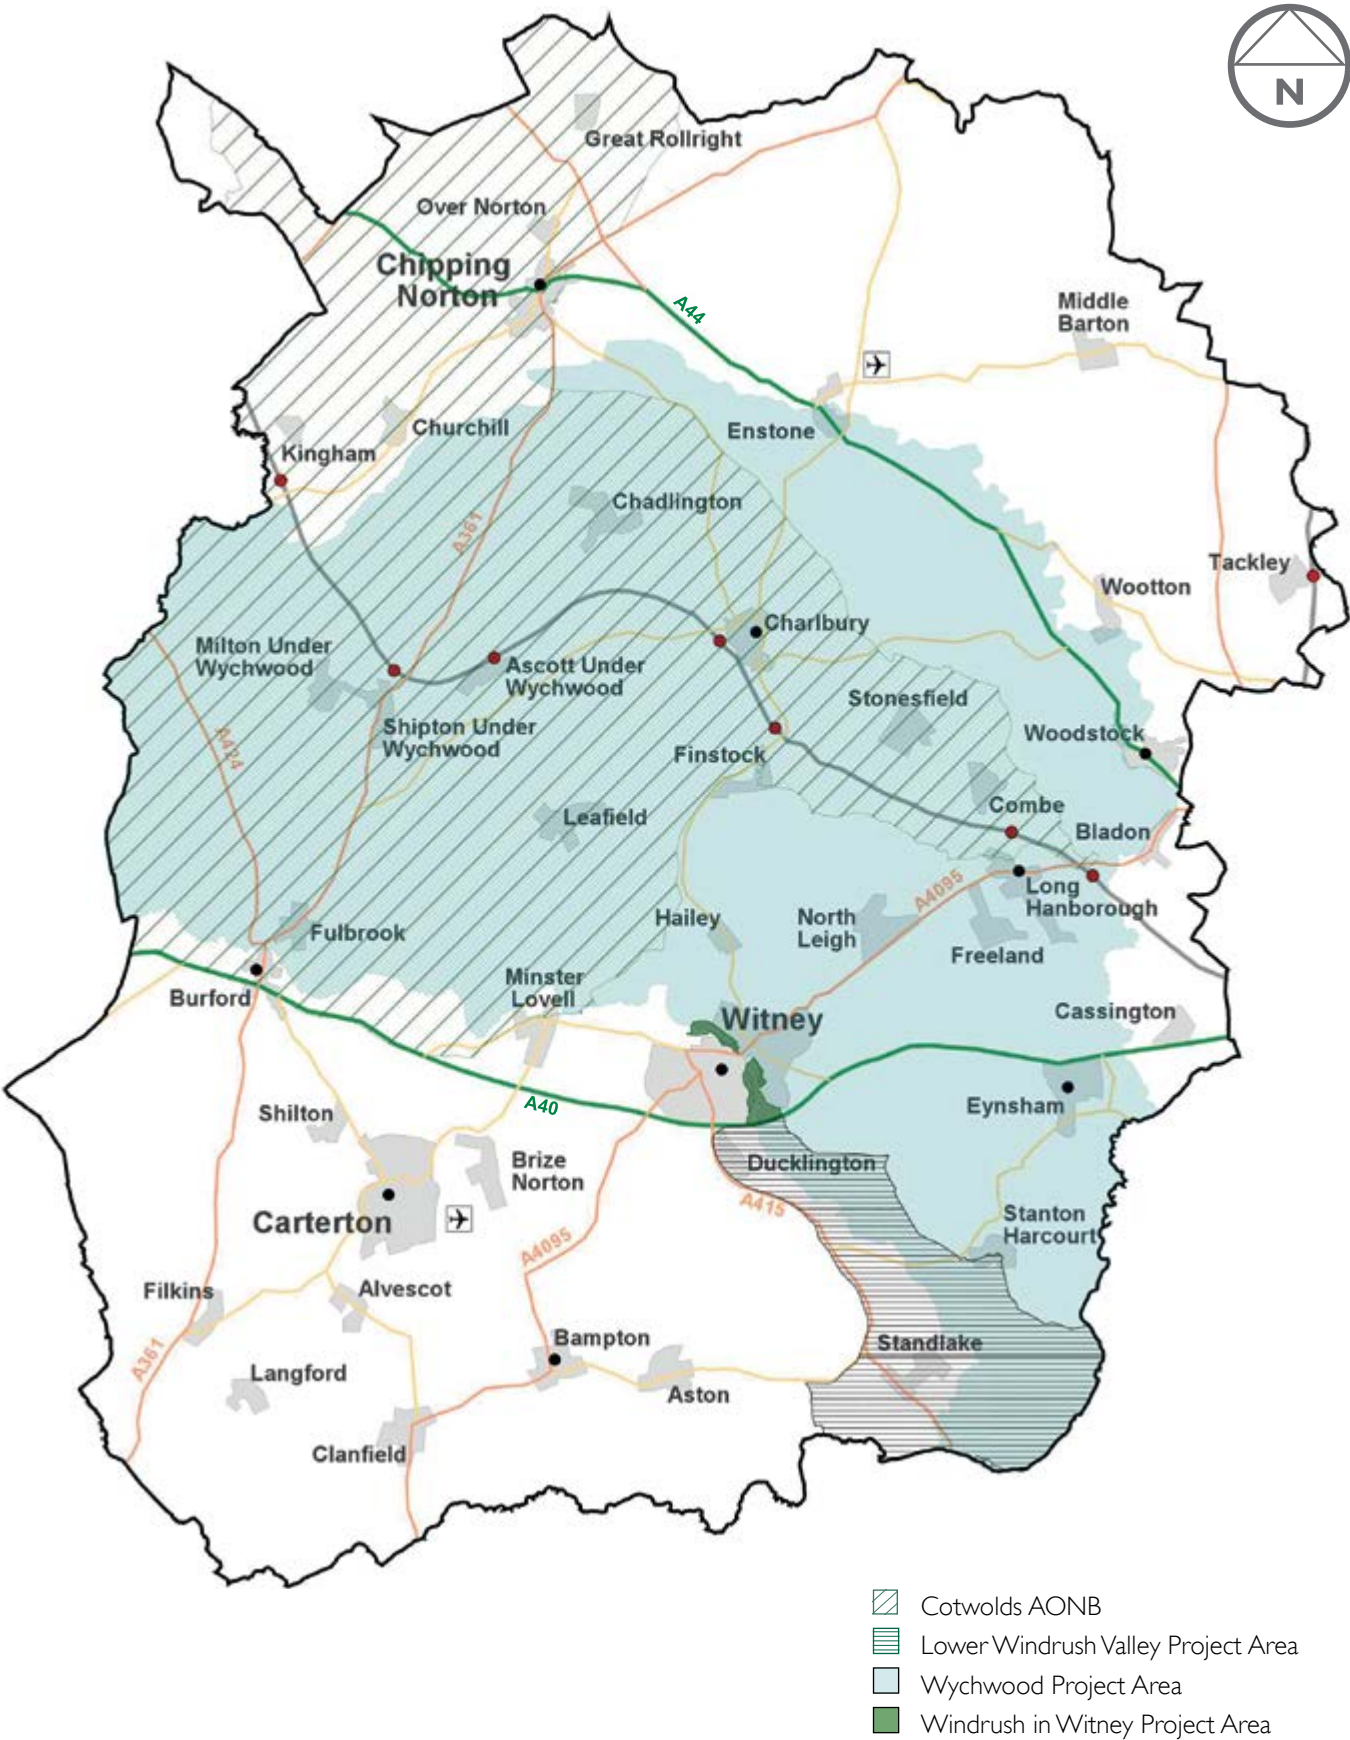 N
Great Rollright
Over Norton
Chipping
Norton
A44
Middle
Barton
Churchill
Enstone
Kingham
Chadlington
A361
Tackley
Wootton
Charlbury
Milton Under
Wychwood
Ascott Under
Wychwood
Stonesfield
A424
Shipton Under
Wychwood
Finstock
Woodstock
Combe
Leafield
Bladon
A4095
Long
Hanborough
Hailey
North
Leigh
Fulbrook
Freeland
Minster
Lovell
Burford
Witney
Cassington
A40
Shilton
Eynsham
Brize
Norton
Ducklington
A415
Carterton
Stanton
Harcourt
A4095
Filkins
Alvescot
Bampton
Standlake
A361
Langford
Aston
Clanfield
Cotwolds AONB
Lower Windrush Valley Project Area
Wychwood Project Area
Windrush in Witney Project Area